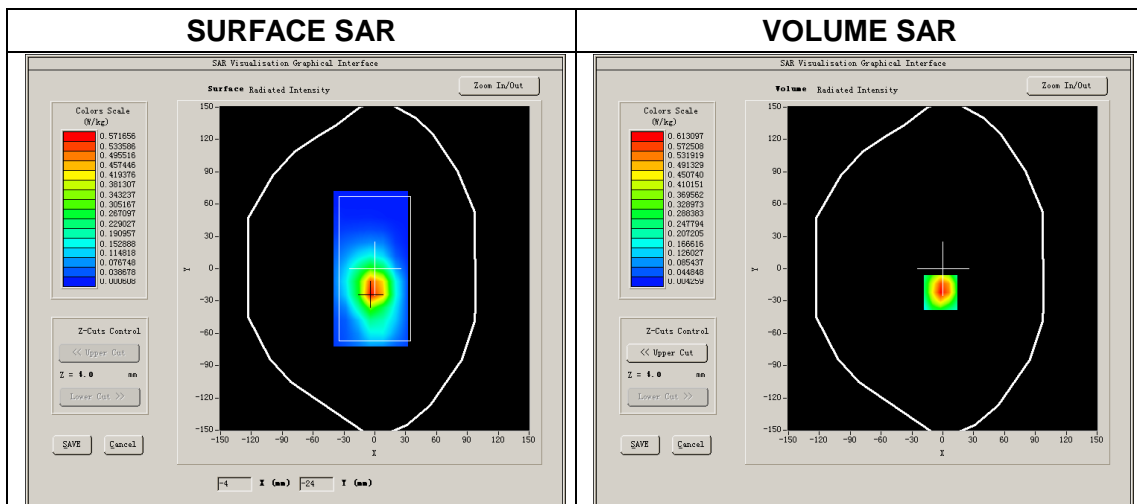 SURFACE SAR
SAR Visualisation Graphical Interface
Surface Radiated Intensity
Zoom In/Out
Colors Scale
(W/kg)
0.571656
0.533586
0.495516
0.457446
0.419376
0.381307
0.343237
0.305167
0.267097
0.229027
0.190957
0.152888
0.114818
0.076748
0.038678
0.000608
150
120
90
60
30
0
-30
-60
-90
-120
-150
Y
-150 -120 -90 -60 -30 0 30 60 90 120 150
X
Z-Cuts Control
<< Upper Cut
Z = 4.0 mm
Lower Cut >>
SAVE Cancel
-4 X (mm) -24 Y (mm)
VOLUME SAR
SAR Visualisation Graphical Interface
Volume Radiated Intensity
Zoom In/Out
Colors Scale
(W/kg)
0.613097
0.572508
0.531919
0.491329
0.450740
0.410151
0.369562
0.328973
0.288383
0.247794
0.207205
0.166616
0.126027
0.085437
0.044848
0.004259
150
120
90
60
30
0
-30
-60
-90
-120
-150
Y
-150 -120 -90 -60 -30 0 30 60 90 120 150
X
Z-Cuts Control
<< Upper Cut
Z = 4.0 mm
Lower Cut >>
SAVE Cancel